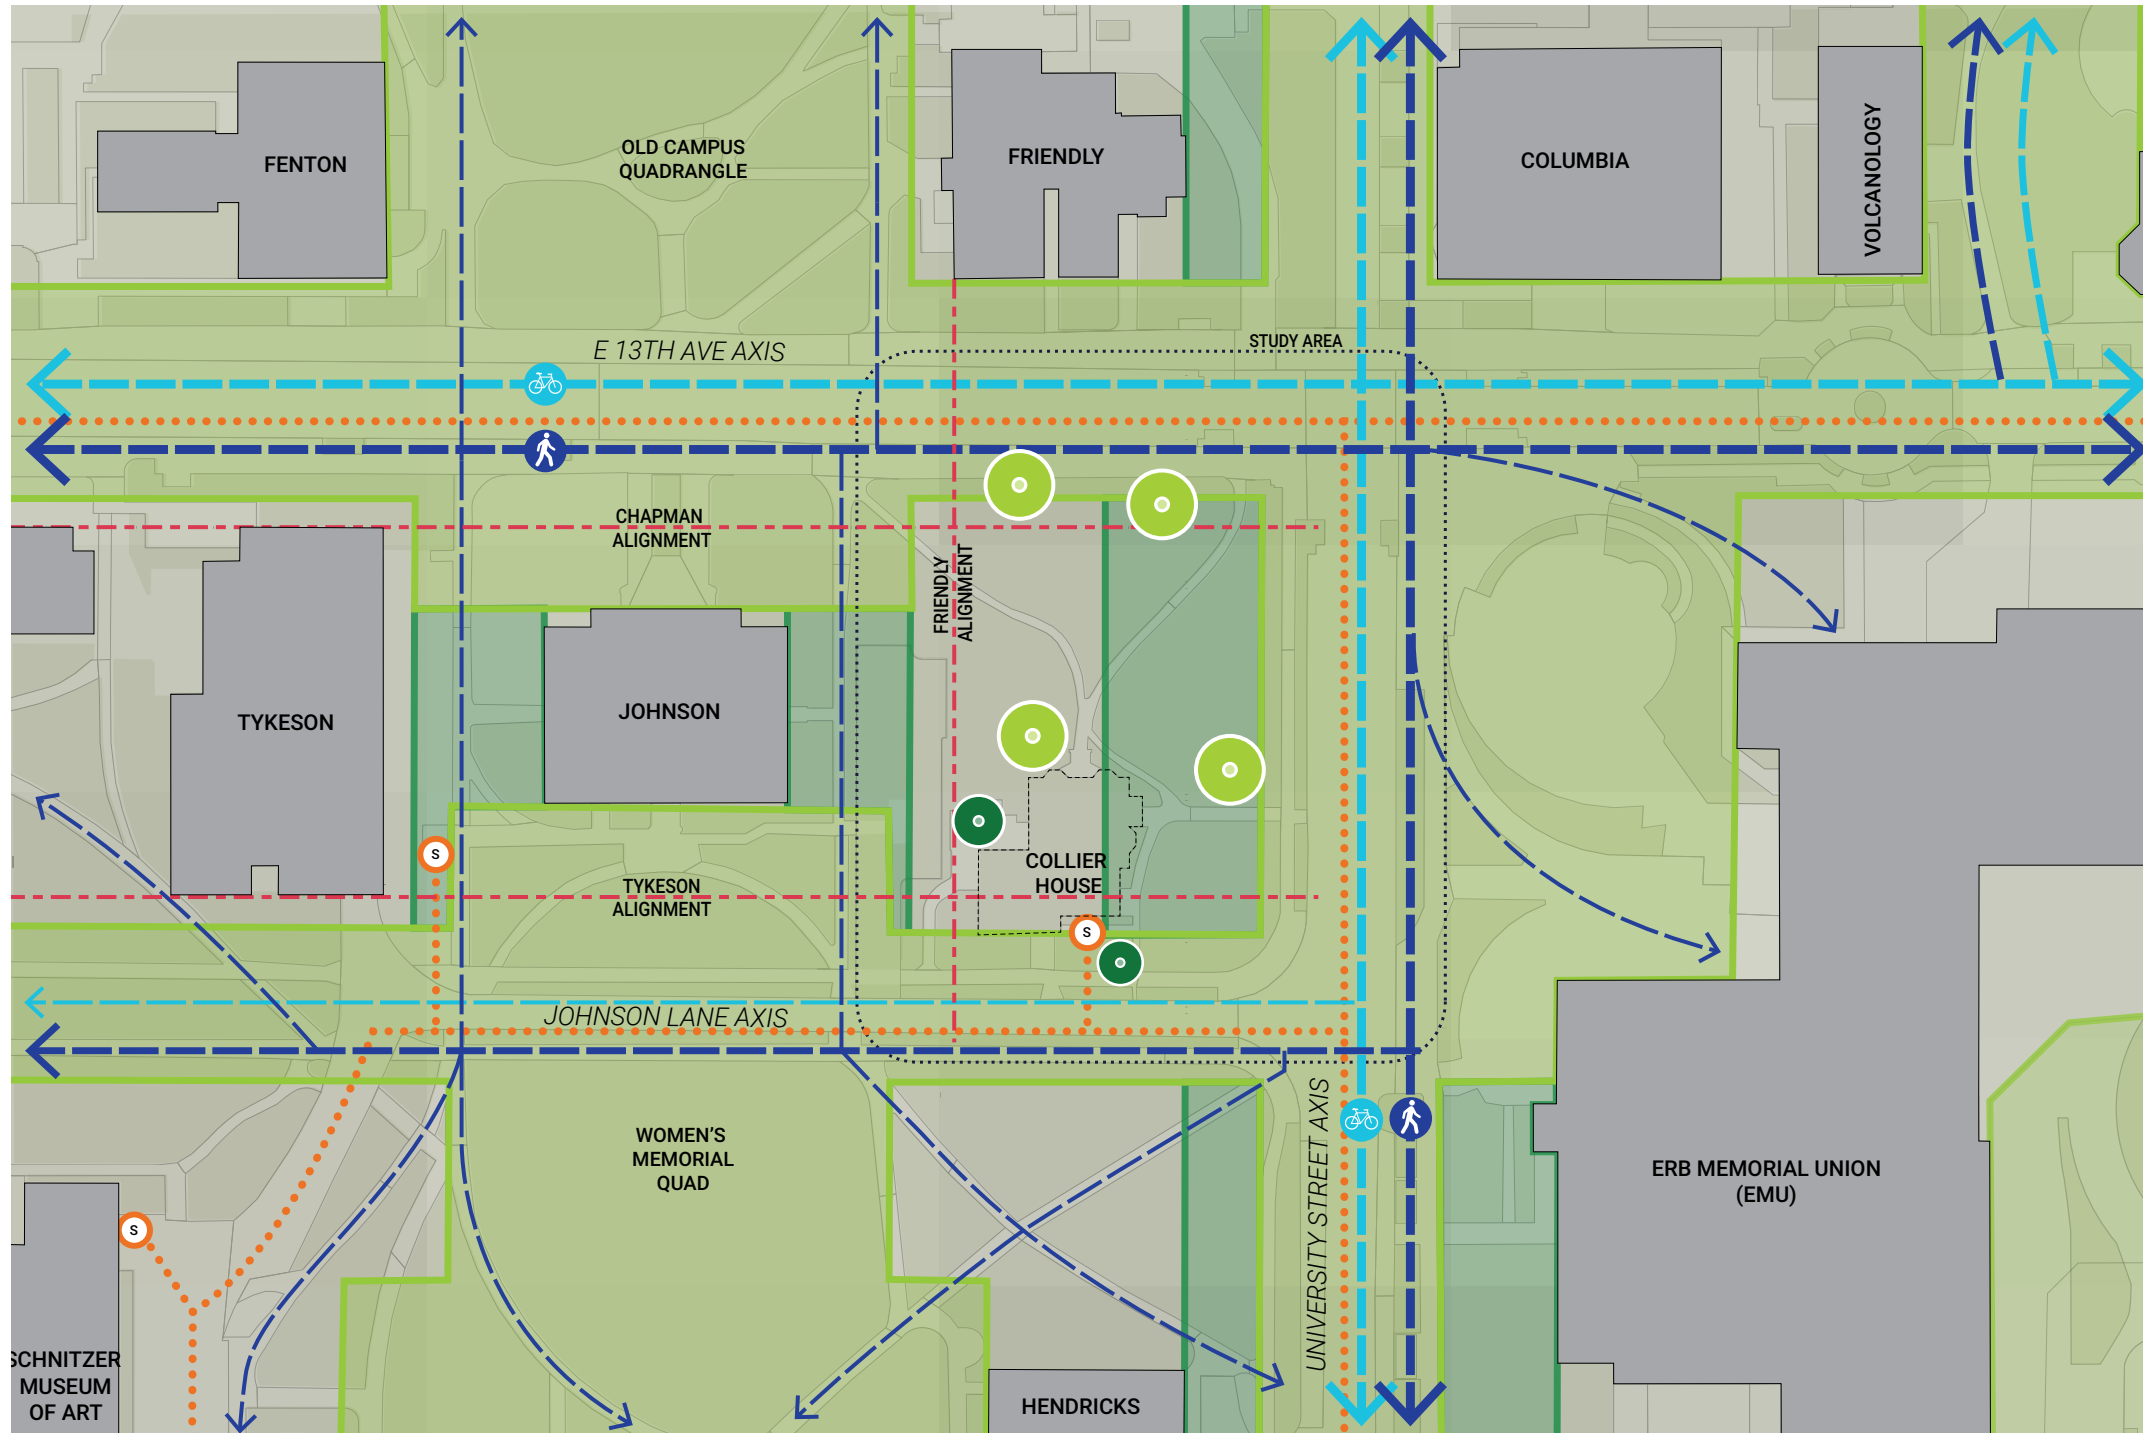 FENTON
OLD CAMPUS
QUADRANGLE
FRIENDLY
COLUMBIA
VOLCANOLOGY
E 13TH AVE AXIS
STUDY AREA
CHAPMAN
ALIGNMENT
FRIENDLY
ALIGNMENT
TYKESON
JOHNSON
S
COLLIER
HOUSE
TYKESON
ALIGNMENT
S
JOHNSON LANE AXIS
UNIVERSITY STREET AXIS
WOMEN'S
MEMORIAL
QUAD
ERB MEMORIAL UNION
(EMU)
S
SCHNITZER
MUSEUM
OF ART
HENDRICKS